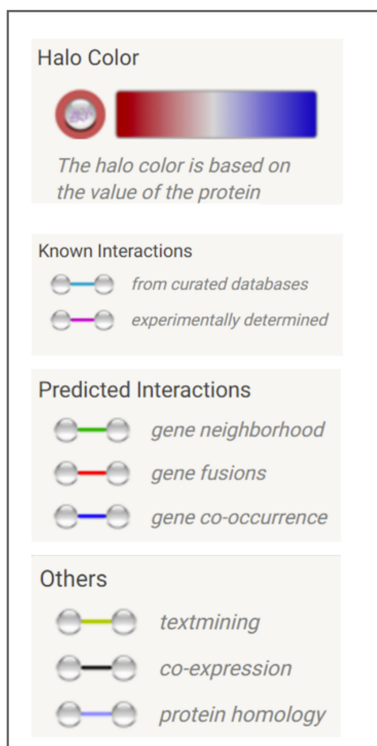 Halo Color
The halo color is based on
the value of the protein
Known Interactions
from curated databases
experimentally determined
Predicted Interactions
gene neighborhood
gene fusions
gene co-occurrence
Others
textmining
co-expression
protein homology